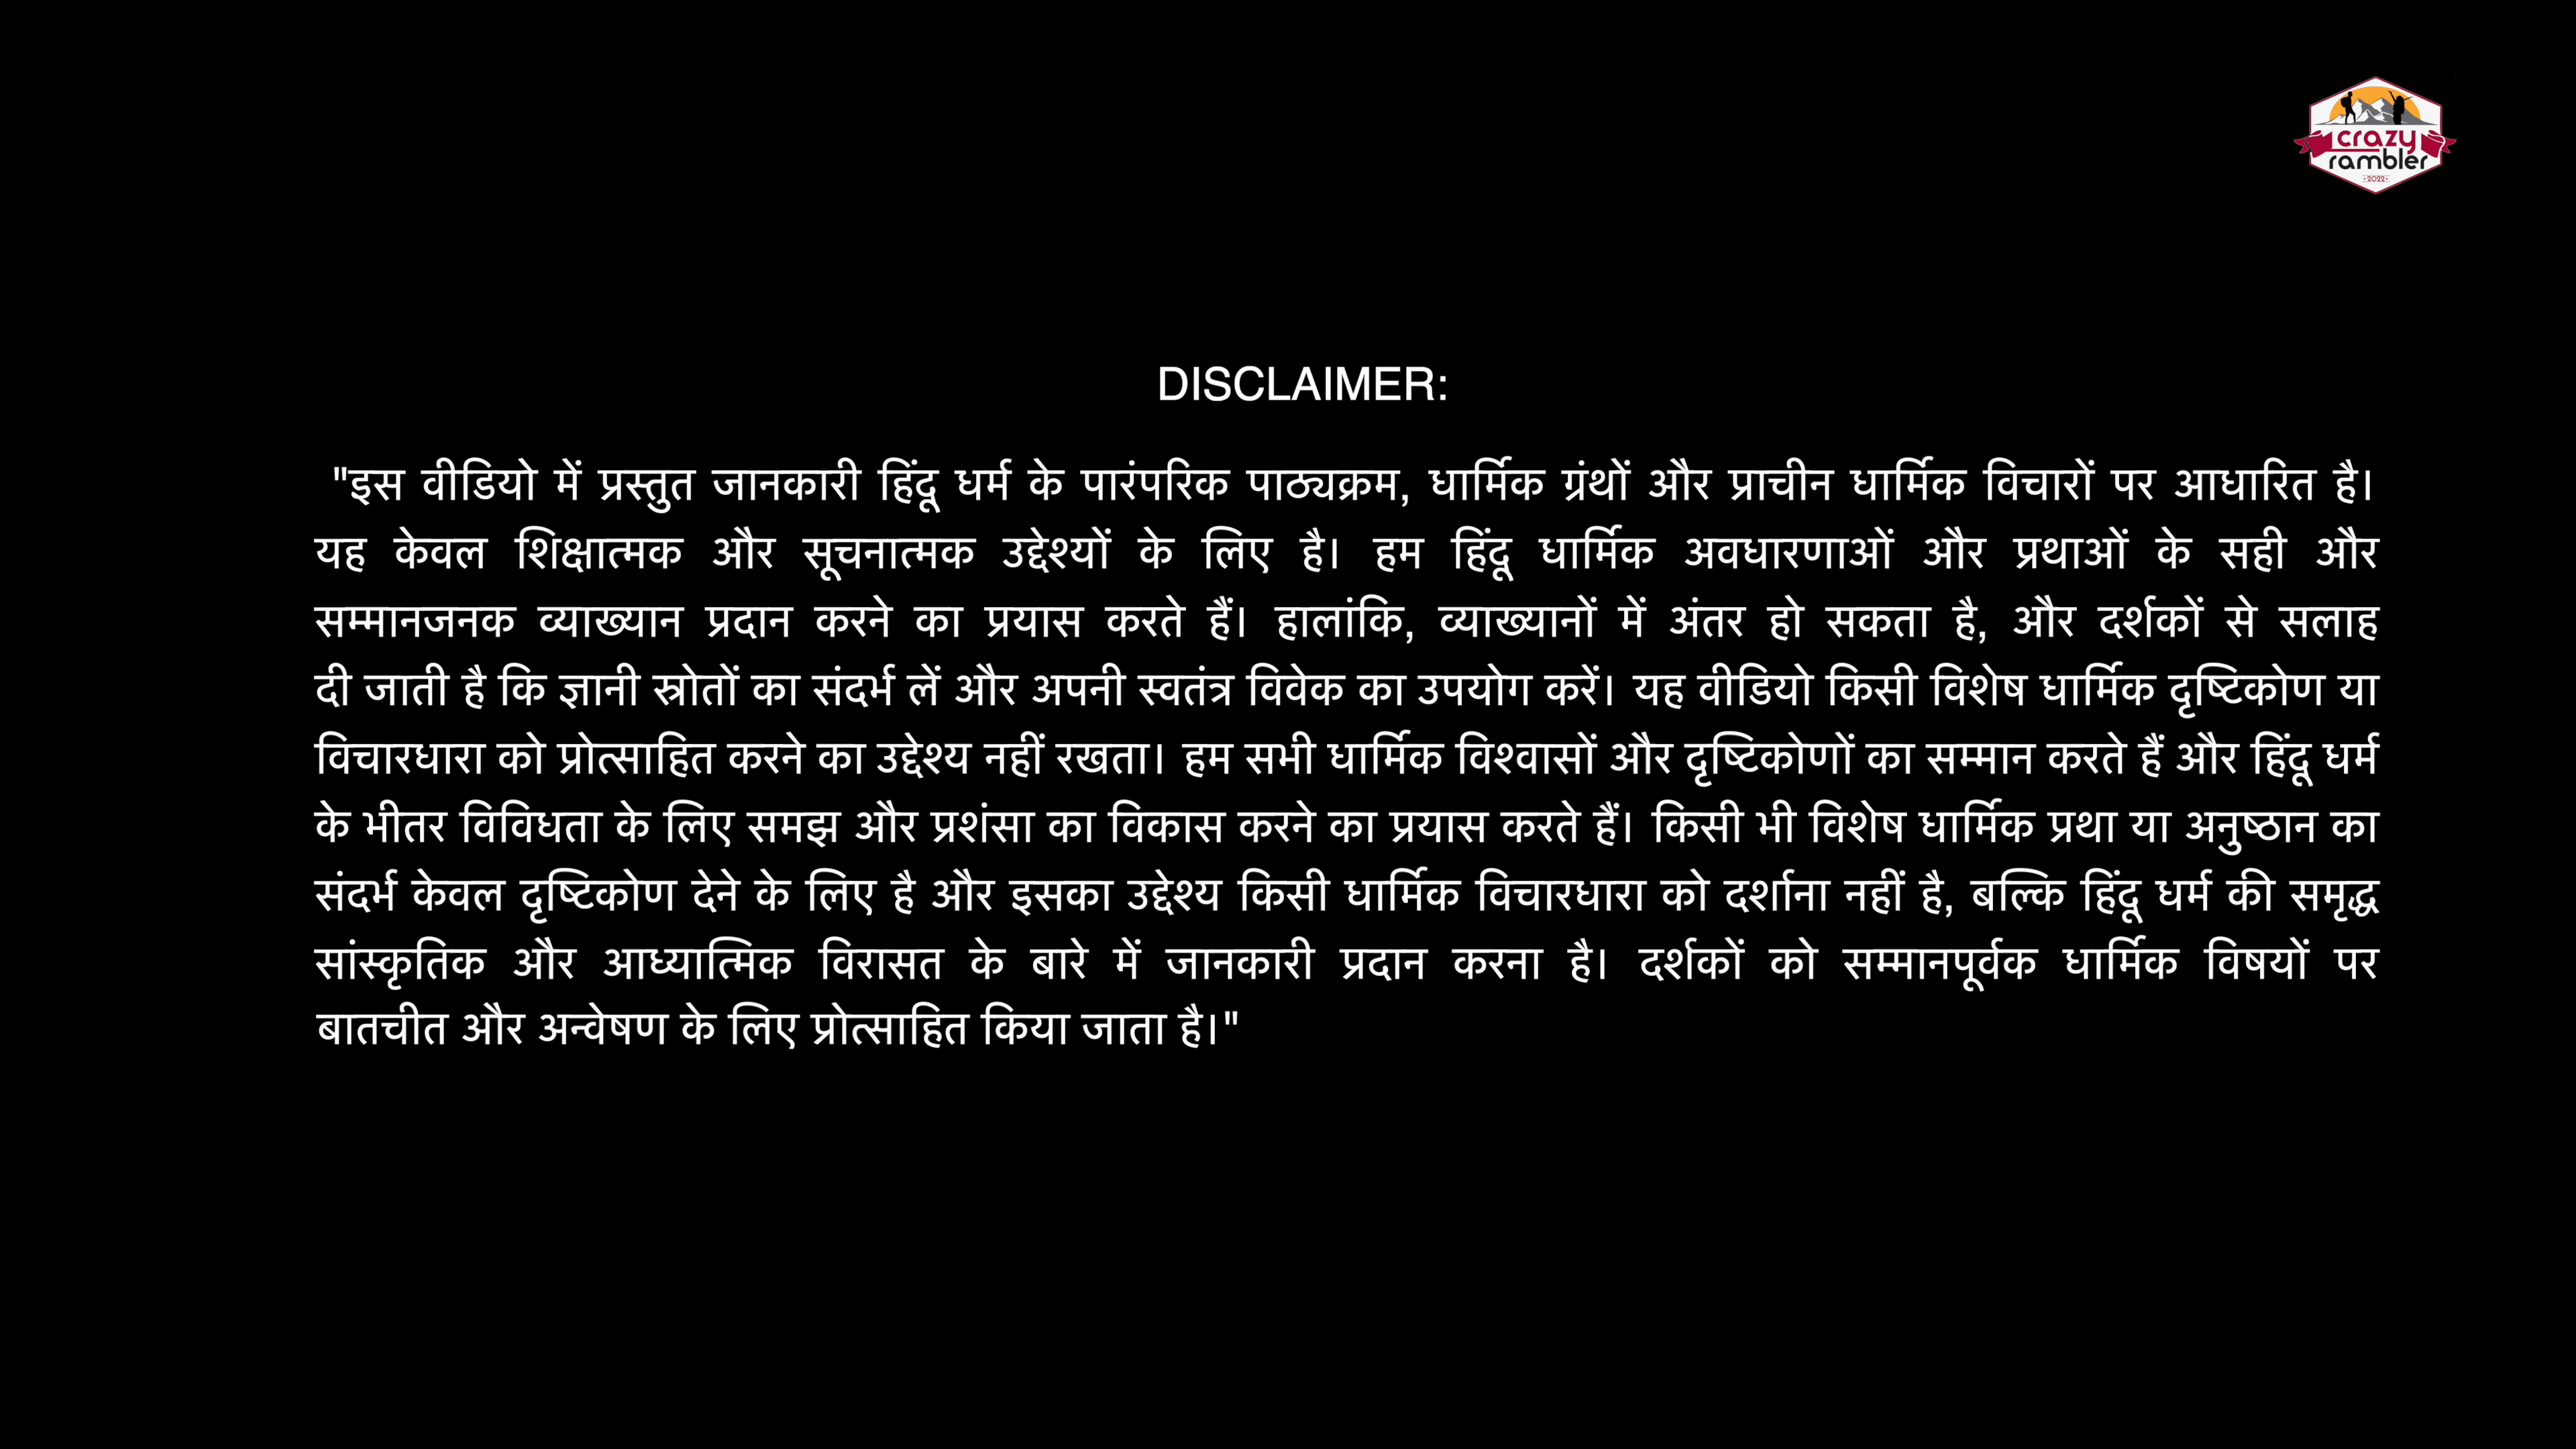 crazy
rambler
•2022•
DISCLAIMER:
"इस वीडियो में प्रस्तुत जानकारी हिंदू धर्म के पारंपरिक पाठ्यक्रम, धार्मिक ग्रंथों और प्राचीन धार्मिक विचारों पर आधारित है।
यह केवल शिक्षात्मक और सूचनात्मक उद्देश्यों के लिए है। हम हिंदू धार्मिक अवधारणाओं और प्रथाओं के सही और
सम्मानजनक व्याख्यान प्रदान करने का प्रयास करते हैं। हालांकि, व्याख्यानों में अंतर हो सकता है, और दर्शकों से सलाह
दी जाती है कि ज्ञानी स्रोतों का संदर्भ लें और अपनी स्वतंत्र विवेक का उपयोग करें। यह वीडियो किसी विशेष धार्मिक दृष्टिकोण या
विचारधारा को प्रोत्साहित करने का उद्देश्य नहीं रखता। हम सभी धार्मिक विश्वासों और दृष्टिकोणों का सम्मान करते हैं और हिंदू धर्म
के भीतर विविधता के लिए समझ और प्रशंसा का विकास करने का प्रयास करते हैं। किसी भी विशेष धार्मिक प्रथा या अनुष्ठान का
संदर्भ केवल दृष्टिकोण देने के लिए है और इसका उद्देश्य किसी धार्मिक विचारधारा को दर्शाना नहीं है, बल्कि हिंदू धर्म की समृद्ध
सांस्कृतिक और आध्यात्मिक विरासत के बारे में जानकारी प्रदान करना है। दर्शकों को सम्मानपूर्वक धार्मिक विषयों पर
बातचीत और अन्वेषण के लिए प्रोत्साहित किया जाता है।"